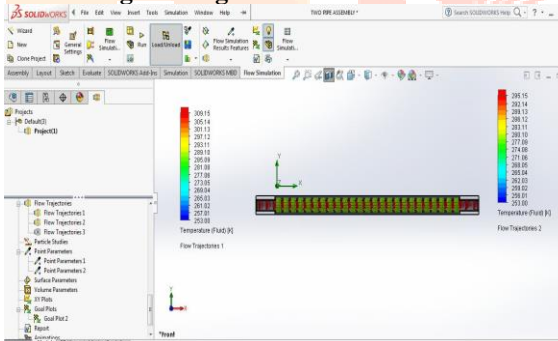 SOLIDWORKS File Edit View Insert Tools Simulation Window Help TWO PIPE ASSEMBLY* Search SOLIDWORKS Help
Wizard
New
Clone Project
General Settings
Flow Simulati...
Run
Load/Unload
Flow Simulation Results Features
Flow Simulati...
Assembly Layout Sketch Evaluate SOLIDWORKS Add-Ins Simulation SOLIDWORKS MBD Flow Simulation
Projects
Default(3)
Project(1)
Flow Trajectories
Flow Trajectories 1
Flow Trajectories 2
Flow Trajectories 3
Particle Studies
Point Parameters
Point Parameters 1
Point Parameters 2
Surface Parameters
Volume Parameters
XY Plots
Goal Plots
Goal Plot 2
Report
Animations
309.15
305.14
301.13
297.12
293.11
289.10
285.09
281.08
277.06
273.05
269.04
265.03
261.02
257.01
253.00
Temperature (Fluid) [K]
Flow Trajectories 1
Y
X
Y
X
*Front
295.15
292.14
289.13
286.12
283.11
280.10
277.09
274.08
271.06
268.05
265.04
262.03
259.02
256.01
253.00
Temperature (Fluid) [K]
Flow Trajectories 2